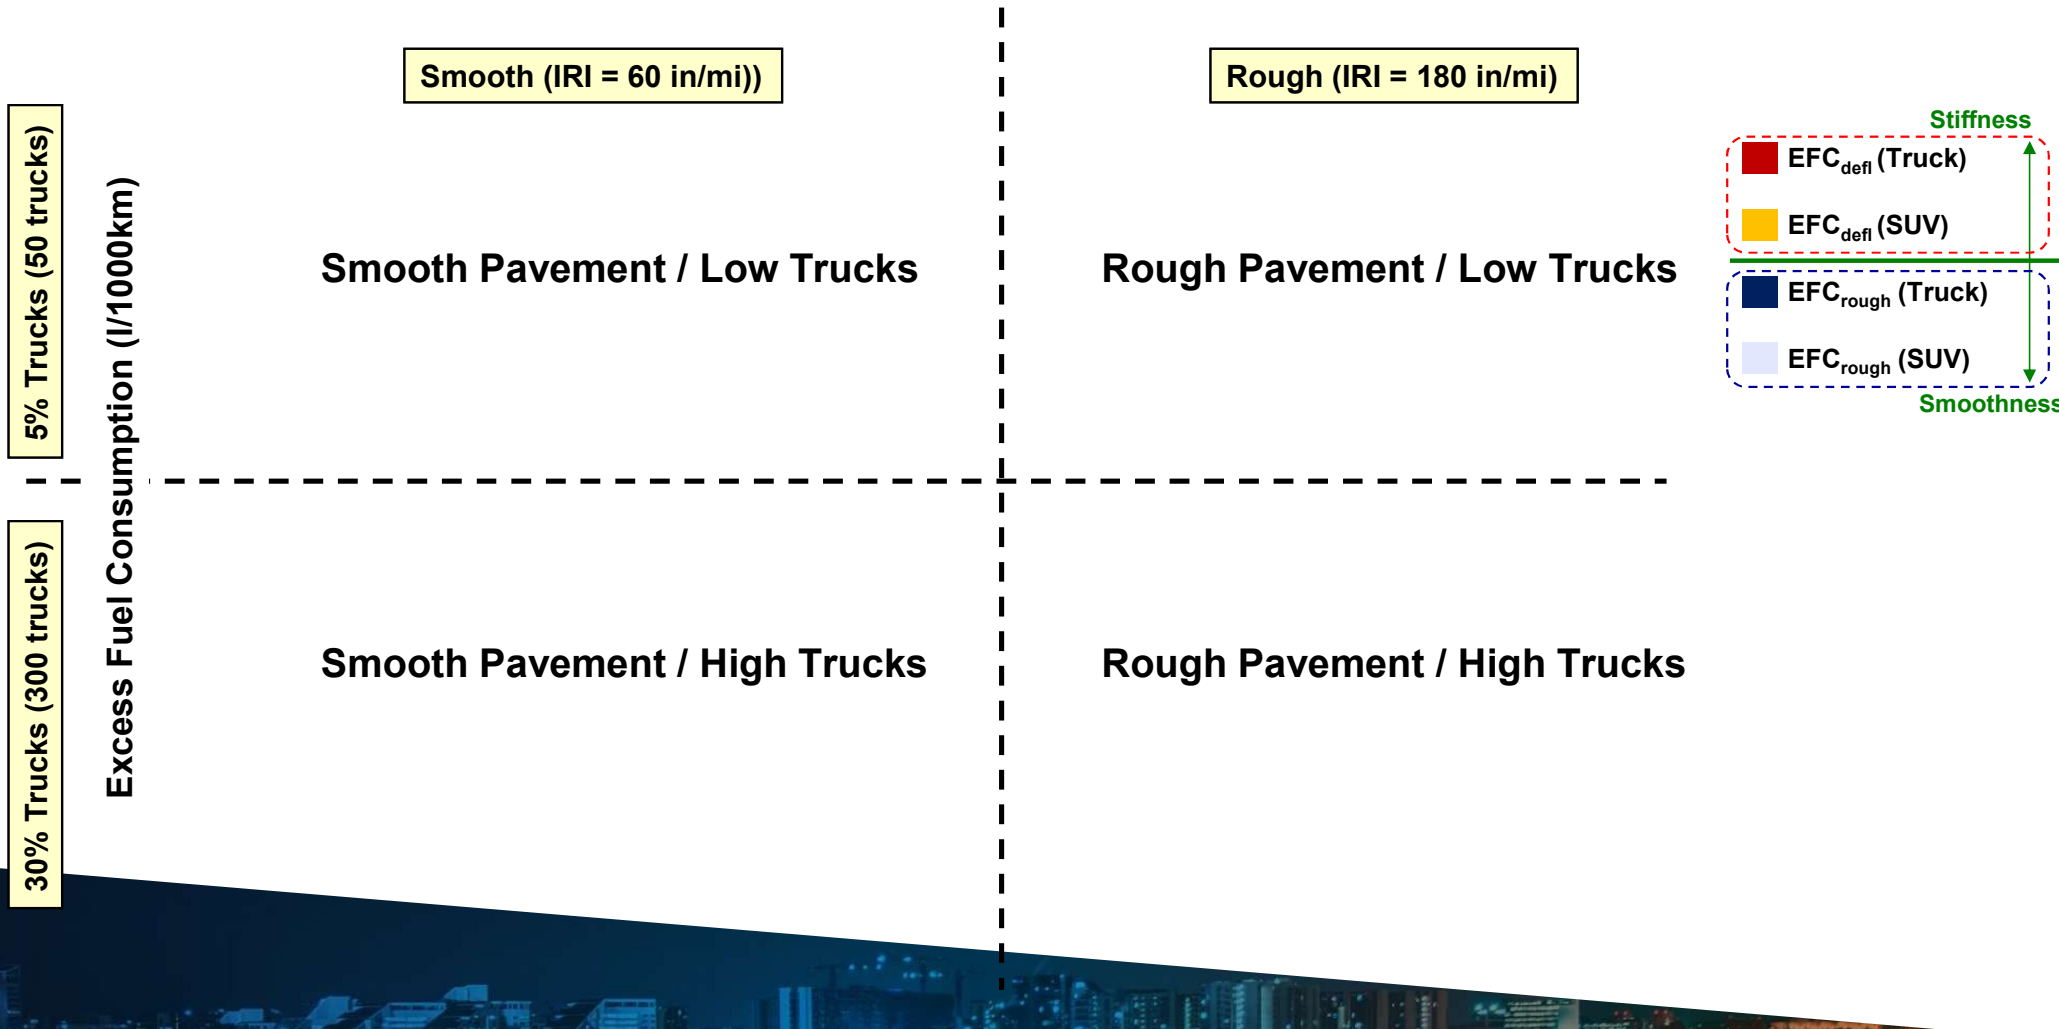 Smooth (IRI = 60 in/mi))
Rough (IRI = 180 in/mi)
5% Trucks (50 trucks)
30% Trucks (300 trucks)
Excess Fuel Consumption (l/1000km)
Smooth Pavement / Low Trucks
Rough Pavement / Low Trucks
Smooth Pavement / High Trucks
Rough Pavement / High Trucks
Stiffness
EFCdefl (Truck)
EFCdefl (SUV)
EFCrough (Truck)
EFCrough (SUV)
Smoothness